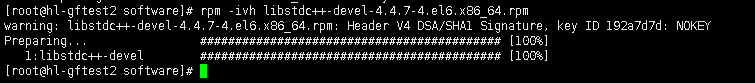 [root@hl-gftest2 software]# rpm -ivh libstdc++-devel-4.4.7-4.el6.x86_64.rpm
warning: libstdc++-devel-4.4.7-4.el6.x86_64.rpm: Header V4 DSA/SHA1 Signature, key ID 192a7d7d: NOKEY
Preparing... ########################################### [100%]
1:libstdc++-devel ########################################### [100%]
[root@hl-gftest2 software]#